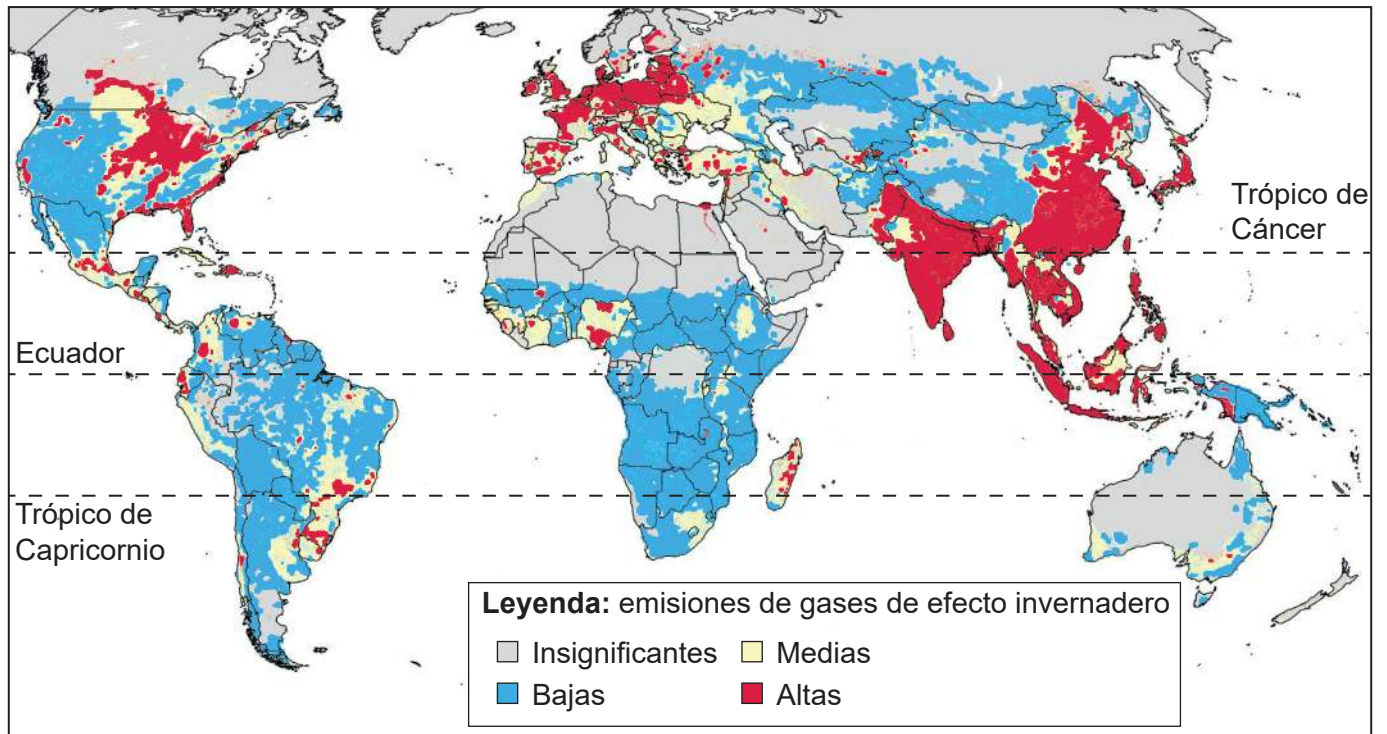 Trópico de
Cáncer
Ecuador
Trópico de
Capricornio
Leyenda: emisiones de gases de efecto invernadero
Insignificantes
Medias
Bajas
Altas